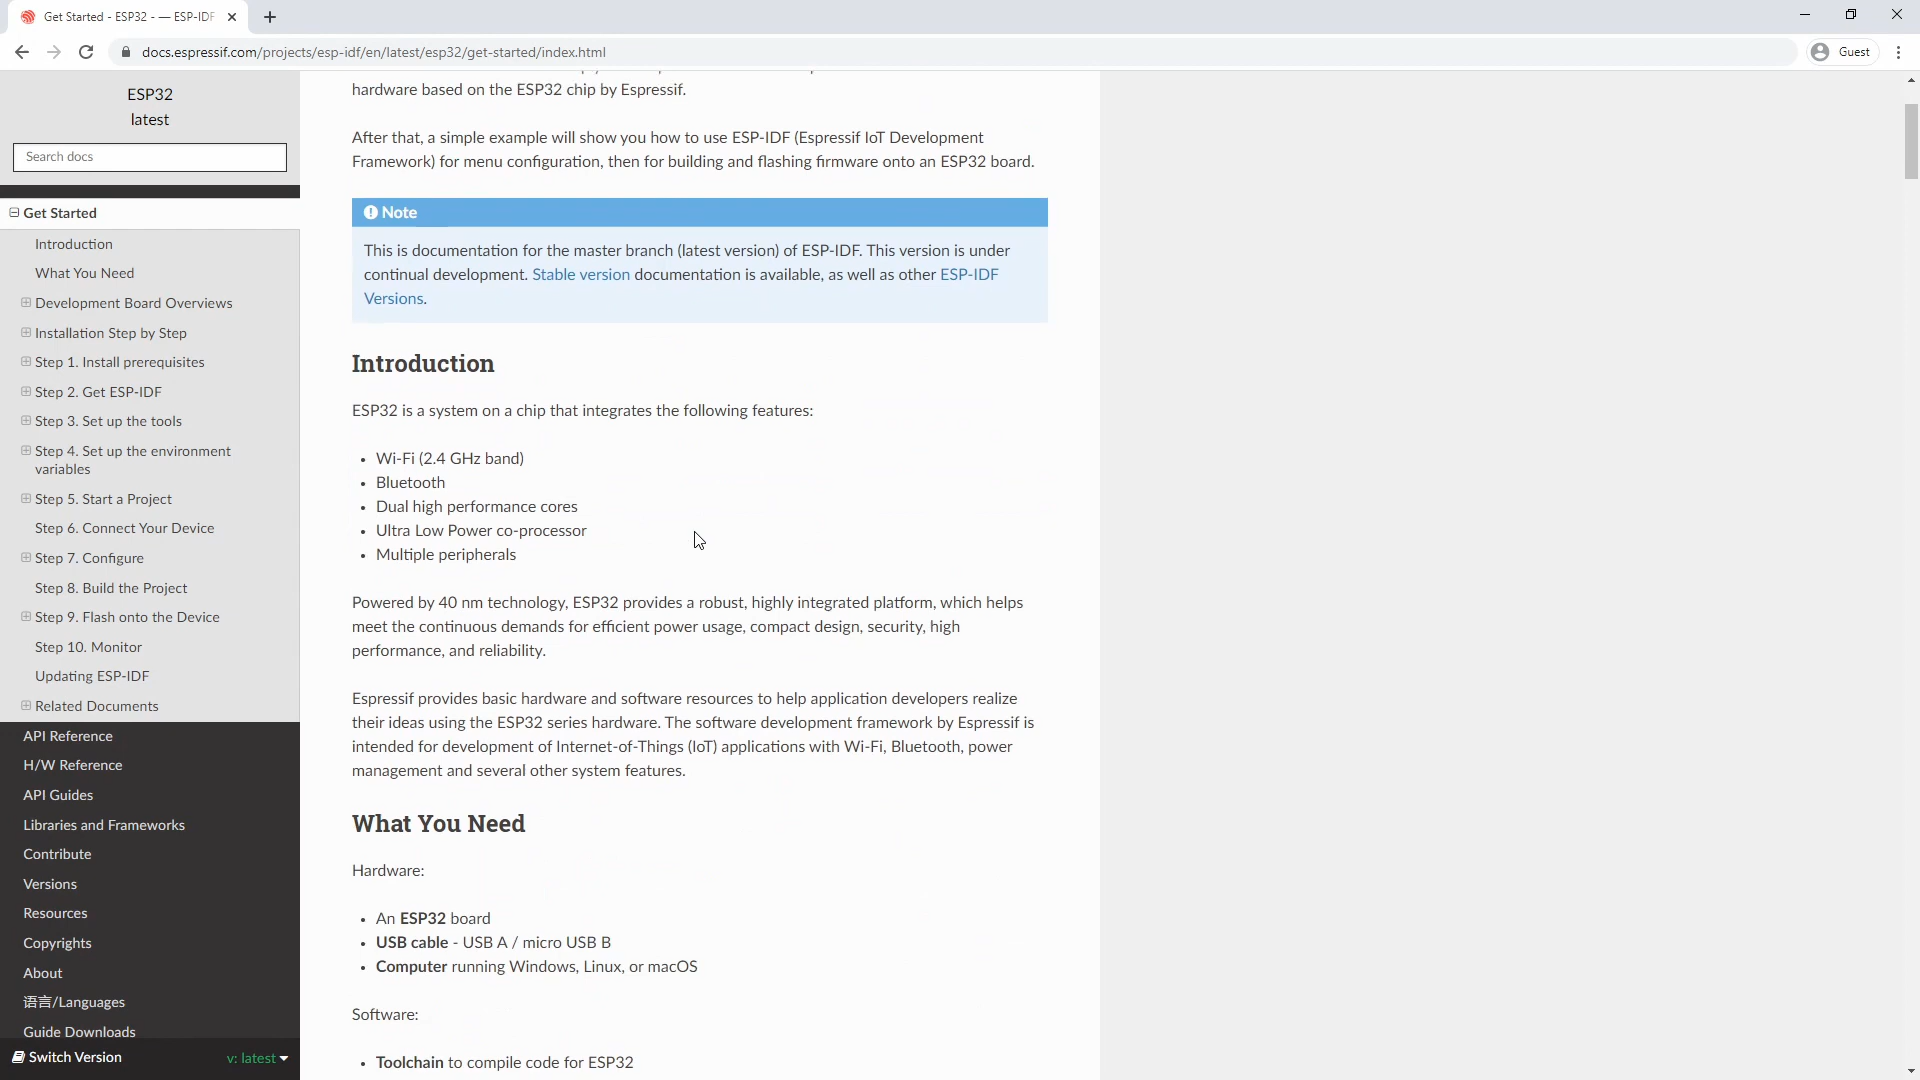 Get Started - ESP32 - — ESP-IDF
docs.espressif.com/projects/esp-idf/en/latest/esp32/get-started/index.html
Guest
ESP32
latest
Search docs
Get Started
Introduction
What You Need
Development Board Overviews
Installation Step by Step
Step 1. Install prerequisites
Step 2. Get ESP-IDF
Step 3. Set up the tools
Step 4. Set up the environment
variables
Step 5. Start a Project
Step 6. Connect Your Device
Step 7. Configure
Step 8. Build the Project
Step 9. Flash onto the Device
Step 10. Monitor
Updating ESP-IDF
Related Documents
API Reference
H/W Reference
API Guides
Libraries and Frameworks
Contribute
Versions
Resources
Copyrights
About
语言/Languages
Guide Downloads
Switch Version
v: latest
hardware based on the ESP32 chip by Espressif.
After that, a simple example will show you how to use ESP-IDF (Espressif IoT Development
Framework) for menu configuration, then for building and flashing firmware onto an ESP32 board.
Note
This is documentation for the master branch (latest version) of ESP-IDF. This version is under
continual development. Stable version documentation is available, as well as other ESP-IDF
Versions.
Introduction
ESP32 is a system on a chip that integrates the following features:
• Wi-Fi (2.4 GHz band)
• Bluetooth
• Dual high performance cores
• Ultra Low Power co-processor
• Multiple peripherals
Powered by 40 nm technology, ESP32 provides a robust, highly integrated platform, which helps
meet the continuous demands for efficient power usage, compact design, security, high
performance, and reliability.
Espressif provides basic hardware and software resources to help application developers realize
their ideas using the ESP32 series hardware. The software development framework by Espressif is
intended for development of Internet-of-Things (IoT) applications with Wi-Fi, Bluetooth, power
management and several other system features.
What You Need
Hardware:
• An ESP32 board
• USB cable - USB A / micro USB B
• Computer running Windows, Linux, or macOS
Software:
• Toolchain to compile code for ESP32